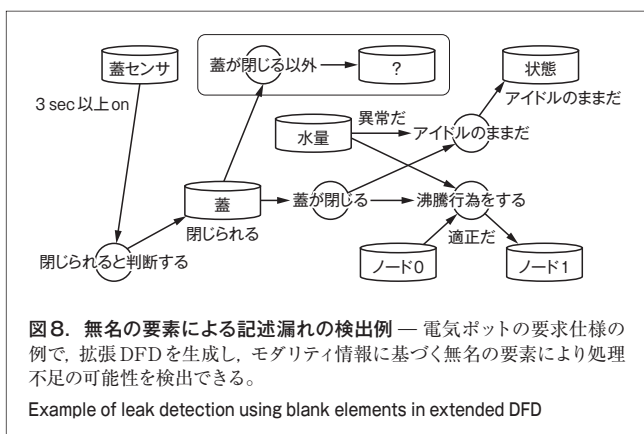 蓋センサ
蓋が閉じる以外
?
状態
3 sec 以上 on
水量
異常だ
アイドルのままだ
アイドルのままだ
蓋
蓋が閉じる
沸騰行為をする
閉じられる
閉じられると判断する
適正だ
ノード0
ノード1
図8. 無名の要素による記述漏れの検出例 — 電気ポットの要求仕様の
例で，拡張DFDを生成し，モダリティ情報に基づく無名の要素により処理
不足の可能性を検出できる。
Example of leak detection using blank elements in extended DFD